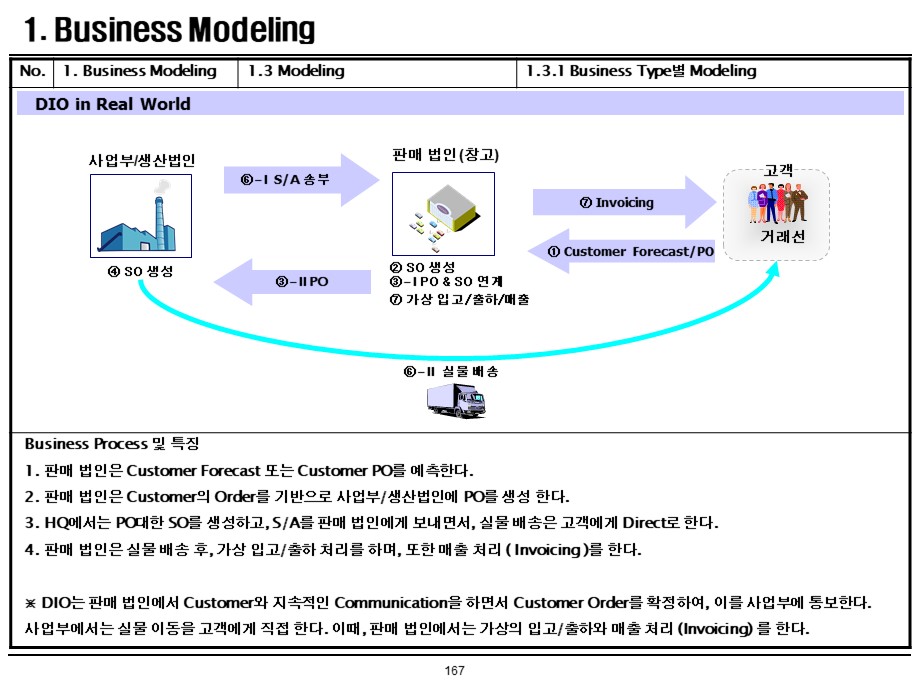 1. Business Modeling
No. 1. Business Modeling 1.3 Modeling 1.3.1 Business Type별 Modeling
DIO in Real World
사업부/생산법인
판매 법인(창고)
고객
⑥-I S/A 송부
⑦ Invoicing
거래선
① Customer Forecast/PO
④ SO 생성
③-II PO
② SO 생성
③-I PO & SO 연계
⑦ 가상 입고/출하/매출
⑥-II 실물 배송
Business Process 및 특징
1. 판매 법인은 Customer Forecast 또는 Customer PO를 예측한다.
2. 판매 법인은 Customer의 Order를 기반으로 사업부/생산법인에 PO를 생성 한다.
3. HQ에서는 PO대한 SO를 생성하고, S/A를 판매 법인에게 보내면서, 실물 배송은 고객에게 Direct로 한다.
4. 판매 법인은 실물 배송 후, 가상 입고/출하 처리를 하며, 또한 매출 처리 ( Invoicing )를 한다.
※ DIO는 판매 법인에서 Customer와 지속적인 Communication을 하면서 Customer Order를 확정하여, 이를 사업부에 통보한다.
사업부에서는 실물 이동을 고객에게 직접 한다. 이때, 판매 법인에서는 가상의 입고/출하와 매출 처리 (Invoicing) 를 한다.
167